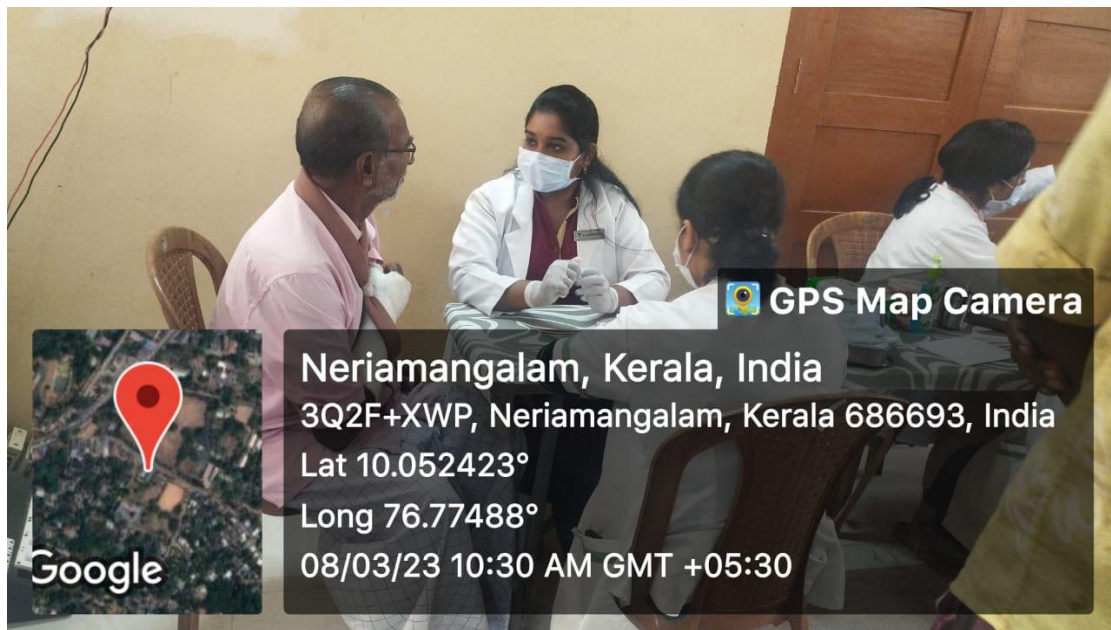 GPS Map Camera
Neriamangalam, Kerala, India
3Q2F+XWP, Neriamangalam, Kerala 686693, India
Lat 10.052423°
Long 76.77488°
08/03/23 10:30 AM GMT +05:30
Google